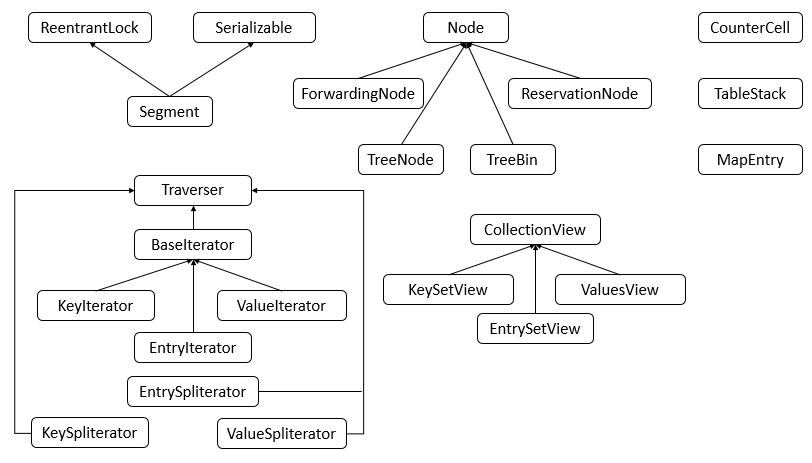 ReentrantLock
Serializable
Segment
Node
ForwardingNode
ReservationNode
TreeNode
TreeBin
CounterCell
TableStack
MapEntry
Traverser
BaseIterator
KeyIterator
ValueIterator
EntryIterator
EntrySpliterator
KeySpliterator
ValueSpliterator
CollectionView
KeySetView
ValuesView
EntrySetView